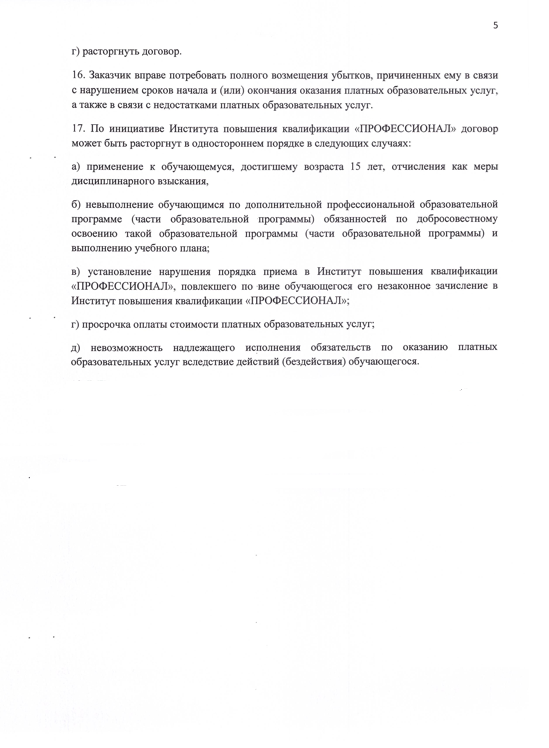 5
г) расторгнуть договор.
16. Заказчик вправе потребовать полного возмещения убытков, причиненных ему в связи
с нарушением сроков начала и (или) окончания оказания платных образовательных услуг,
а также в связи с недостатками платных образовательных услуг.
17. По инициативе Института повышения квалификации «ПРОФЕССИОНАЛ» договор
может быть расторгнут в одностороннем порядке в следующих случаях:
а) применение к обучающемуся, достигшему возраста 15 лет, отчисления как меры
дисциплинарного взыскания,
б) невыполнение обучающимся по дополнительной профессиональной образовательной
программе (части образовательной программы) обязанностей по добросовестному
освоению такой образовательной программы (части образовательной программы) и
выполнению учебного плана;
в) установление нарушения порядка приема в Институт повышения квалификации
«ПРОФЕССИОНАЛ», повлекшего по вине обучающегося его незаконное зачисление в
Институт повышения квалификации «ПРОФЕССИОНАЛ»;
г) просрочка оплаты стоимости платных образовательных услуг;
д) невозможность надлежащего исполнения обязательств по оказанию платных
образовательных услуг вследствие действий (бездействия) обучающегося.